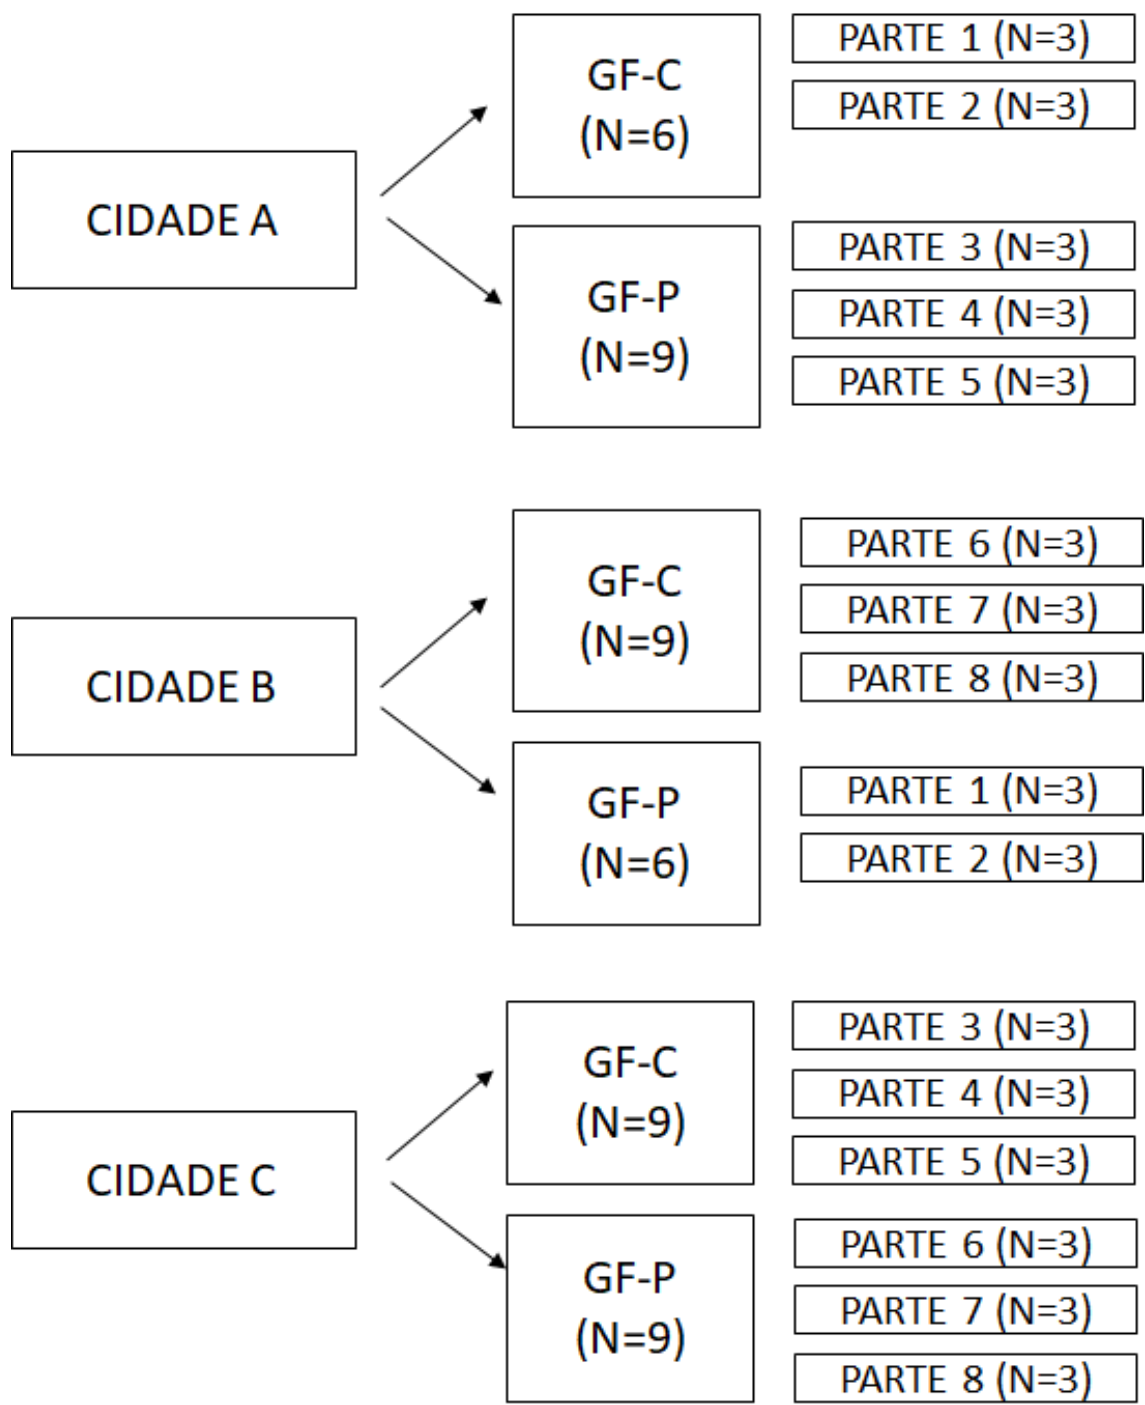 CIDADE A
GF-C
(N=6)
PARTE 1 (N=3)
PARTE 2 (N=3)
GF-P
(N=9)
PARTE 3 (N=3)
PARTE 4 (N=3)
PARTE 5 (N=3)
CIDADE B
GF-C
(N=9)
PARTE 6 (N=3)
PARTE 7 (N=3)
PARTE 8 (N=3)
GF-P
(N=6)
PARTE 1 (N=3)
PARTE 2 (N=3)
CIDADE C
GF-C
(N=9)
PARTE 3 (N=3)
PARTE 4 (N=3)
PARTE 5 (N=3)
GF-P
(N=9)
PARTE 6 (N=3)
PARTE 7 (N=3)
PARTE 8 (N=3)